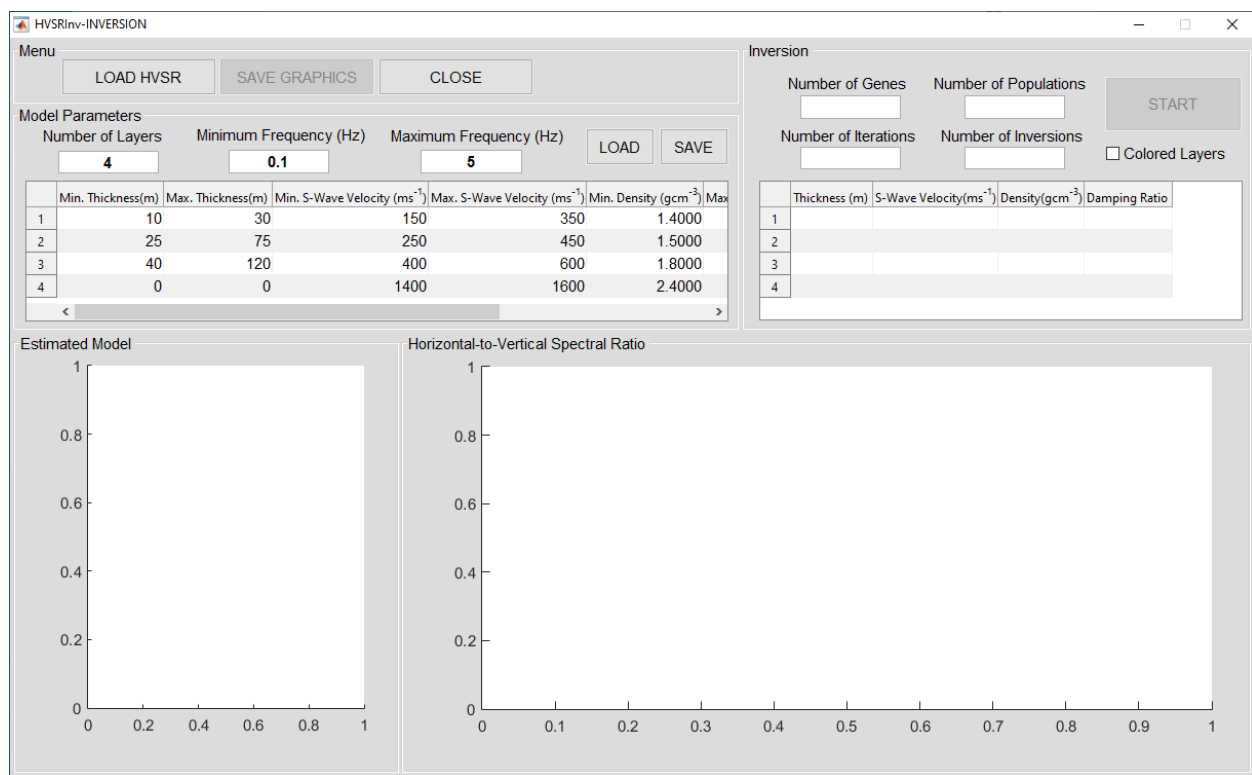 HVSRInv-INVERSION
Menu
LOAD HVSR SAVE GRAPHICS CLOSE
Model Parameters
Number of Layers Minimum Frequency (Hz) Maximum Frequency (Hz)
4 0.1 5 LOAD SAVE
Min. Thickness(m) Max. Thickness(m) Min. S-Wave Velocity (ms⁻¹) Max. S-Wave Velocity (ms⁻¹) Min. Density (gcm⁻³) Max
1 10 30 150 350 1.4000
2 25 75 250 450 1.5000
3 40 120 400 600 1.8000
4 0 0 1400 1600 2.4000
Inversion
Number of Genes Number of Populations
START
Number of Iterations Number of Inversions
Colored Layers
Thickness (m) S-Wave Velocity(ms⁻¹) Density(gcm⁻³) Damping Ratio
1
2
3
4
Estimated Model
1
0.8
0.6
0.4
0.2
0
0 0.2 0.4 0.6 0.8 1
Horizontal-to-Vertical Spectral Ratio
1
0.8
0.6
0.4
0.2
0
0 0.1 0.2 0.3 0.4 0.5 0.6 0.7 0.8 0.9 1